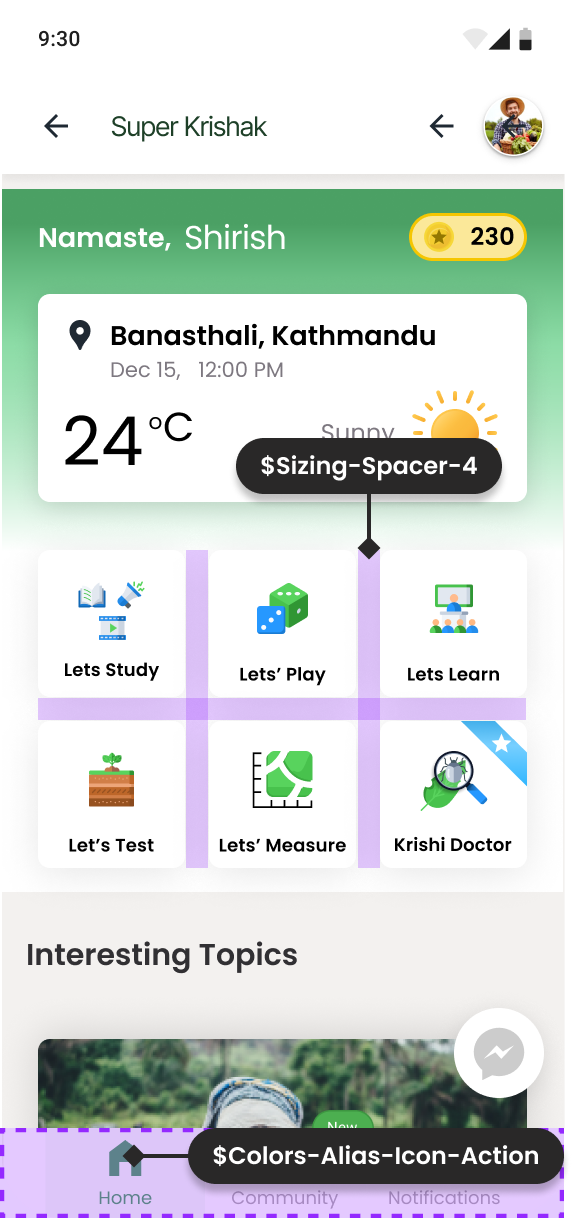 9:30
Super Krishak
Namaste, Shirish
230
Banasthali, Kathmandu
Dec 15, 12:00 PM
24 °C
Sunny
$Sizing-Spacer-4
Lets Study
Lets’ Play
Lets Learn
Let’s Test
Lets’ Measure
Krishi Doctor
Interesting Topics
New
$Colors-Alias-Icon-Action
Home
Community
Notifications